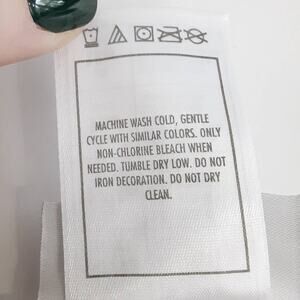 MACHINE WASH COLD, GENTLE
CYCLE WITH SIMILAR COLORS. ONLY
NON-CHLORINE BLEACH WHEN
NEEDED. TUMBLE DRY LOW. DO NOT
IRON DECORATION. DO NOT DRY
CLEAN.